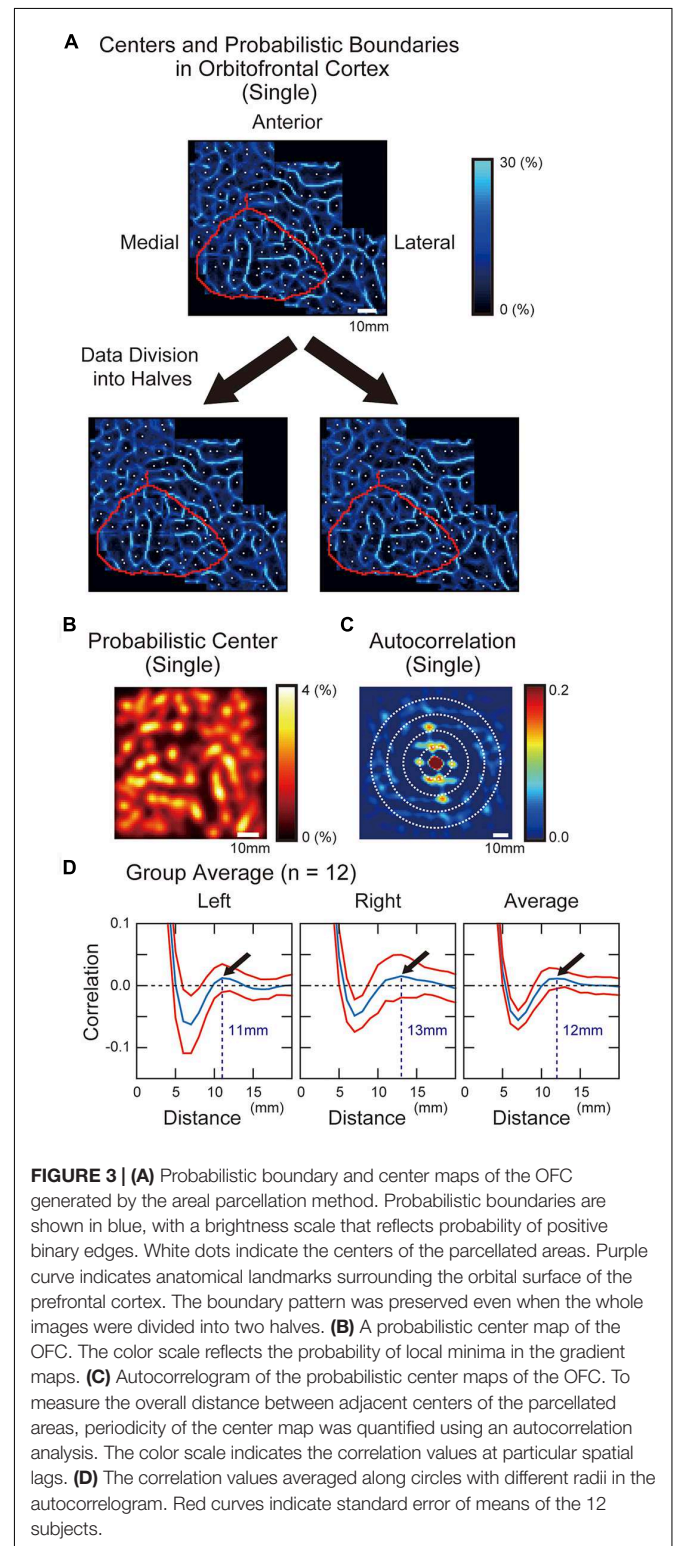 A
Centers and Probabilistic Boundaries
in Orbitofrontal Cortex
(Single)
Anterior
30 (%)
Medial
Lateral
0 (%)
10mm
Data Division
into Halves
B
Probabilistic Center
(Single)
4 (%)
0 (%)
10mm
C
Autocorrelation
(Single)
0.2
0.0
10mm
D
Group Average (n = 12)
Left
Right
Average
0.1
0.0
-0.1
Correlation
11mm
13mm
12mm
0 5 10 15
0 5 10 15
0 5 10 15
(mm)
(mm)
(mm)
Distance
Distance
Distance
FIGURE 3 | (A) Probabilistic boundary and center maps of the OFC
generated by the areal parcellation method. Probabilistic boundaries are
shown in blue, with a brightness scale that reflects probability of positive
binary edges. White dots indicate the centers of the parcellated areas. Purple
curve indicates anatomical landmarks surrounding the orbital surface of the
prefrontal cortex. The boundary pattern was preserved even when the whole
images were divided into two halves. (B) A probabilistic center map of the
OFC. The color scale reflects the probability of local minima in the gradient
maps. (C) Autocorrelogram of the probabilistic center maps of the OFC. To
measure the overall distance between adjacent centers of the parcellated
areas, periodicity of the center map was quantified using an autocorrelation
analysis. The color scale indicates the correlation values at particular spatial
lags. (D) The correlation values averaged along circles with different radii in the
autocorrelogram. Red curves indicate standard error of means of the 12
subjects.